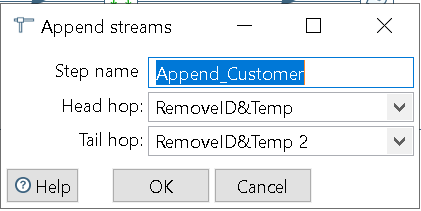 Append streams
Step name Append_Customer
Head hop: RemoveID&Temp
Tail hop: RemoveID&Temp 2
Help OK Cancel